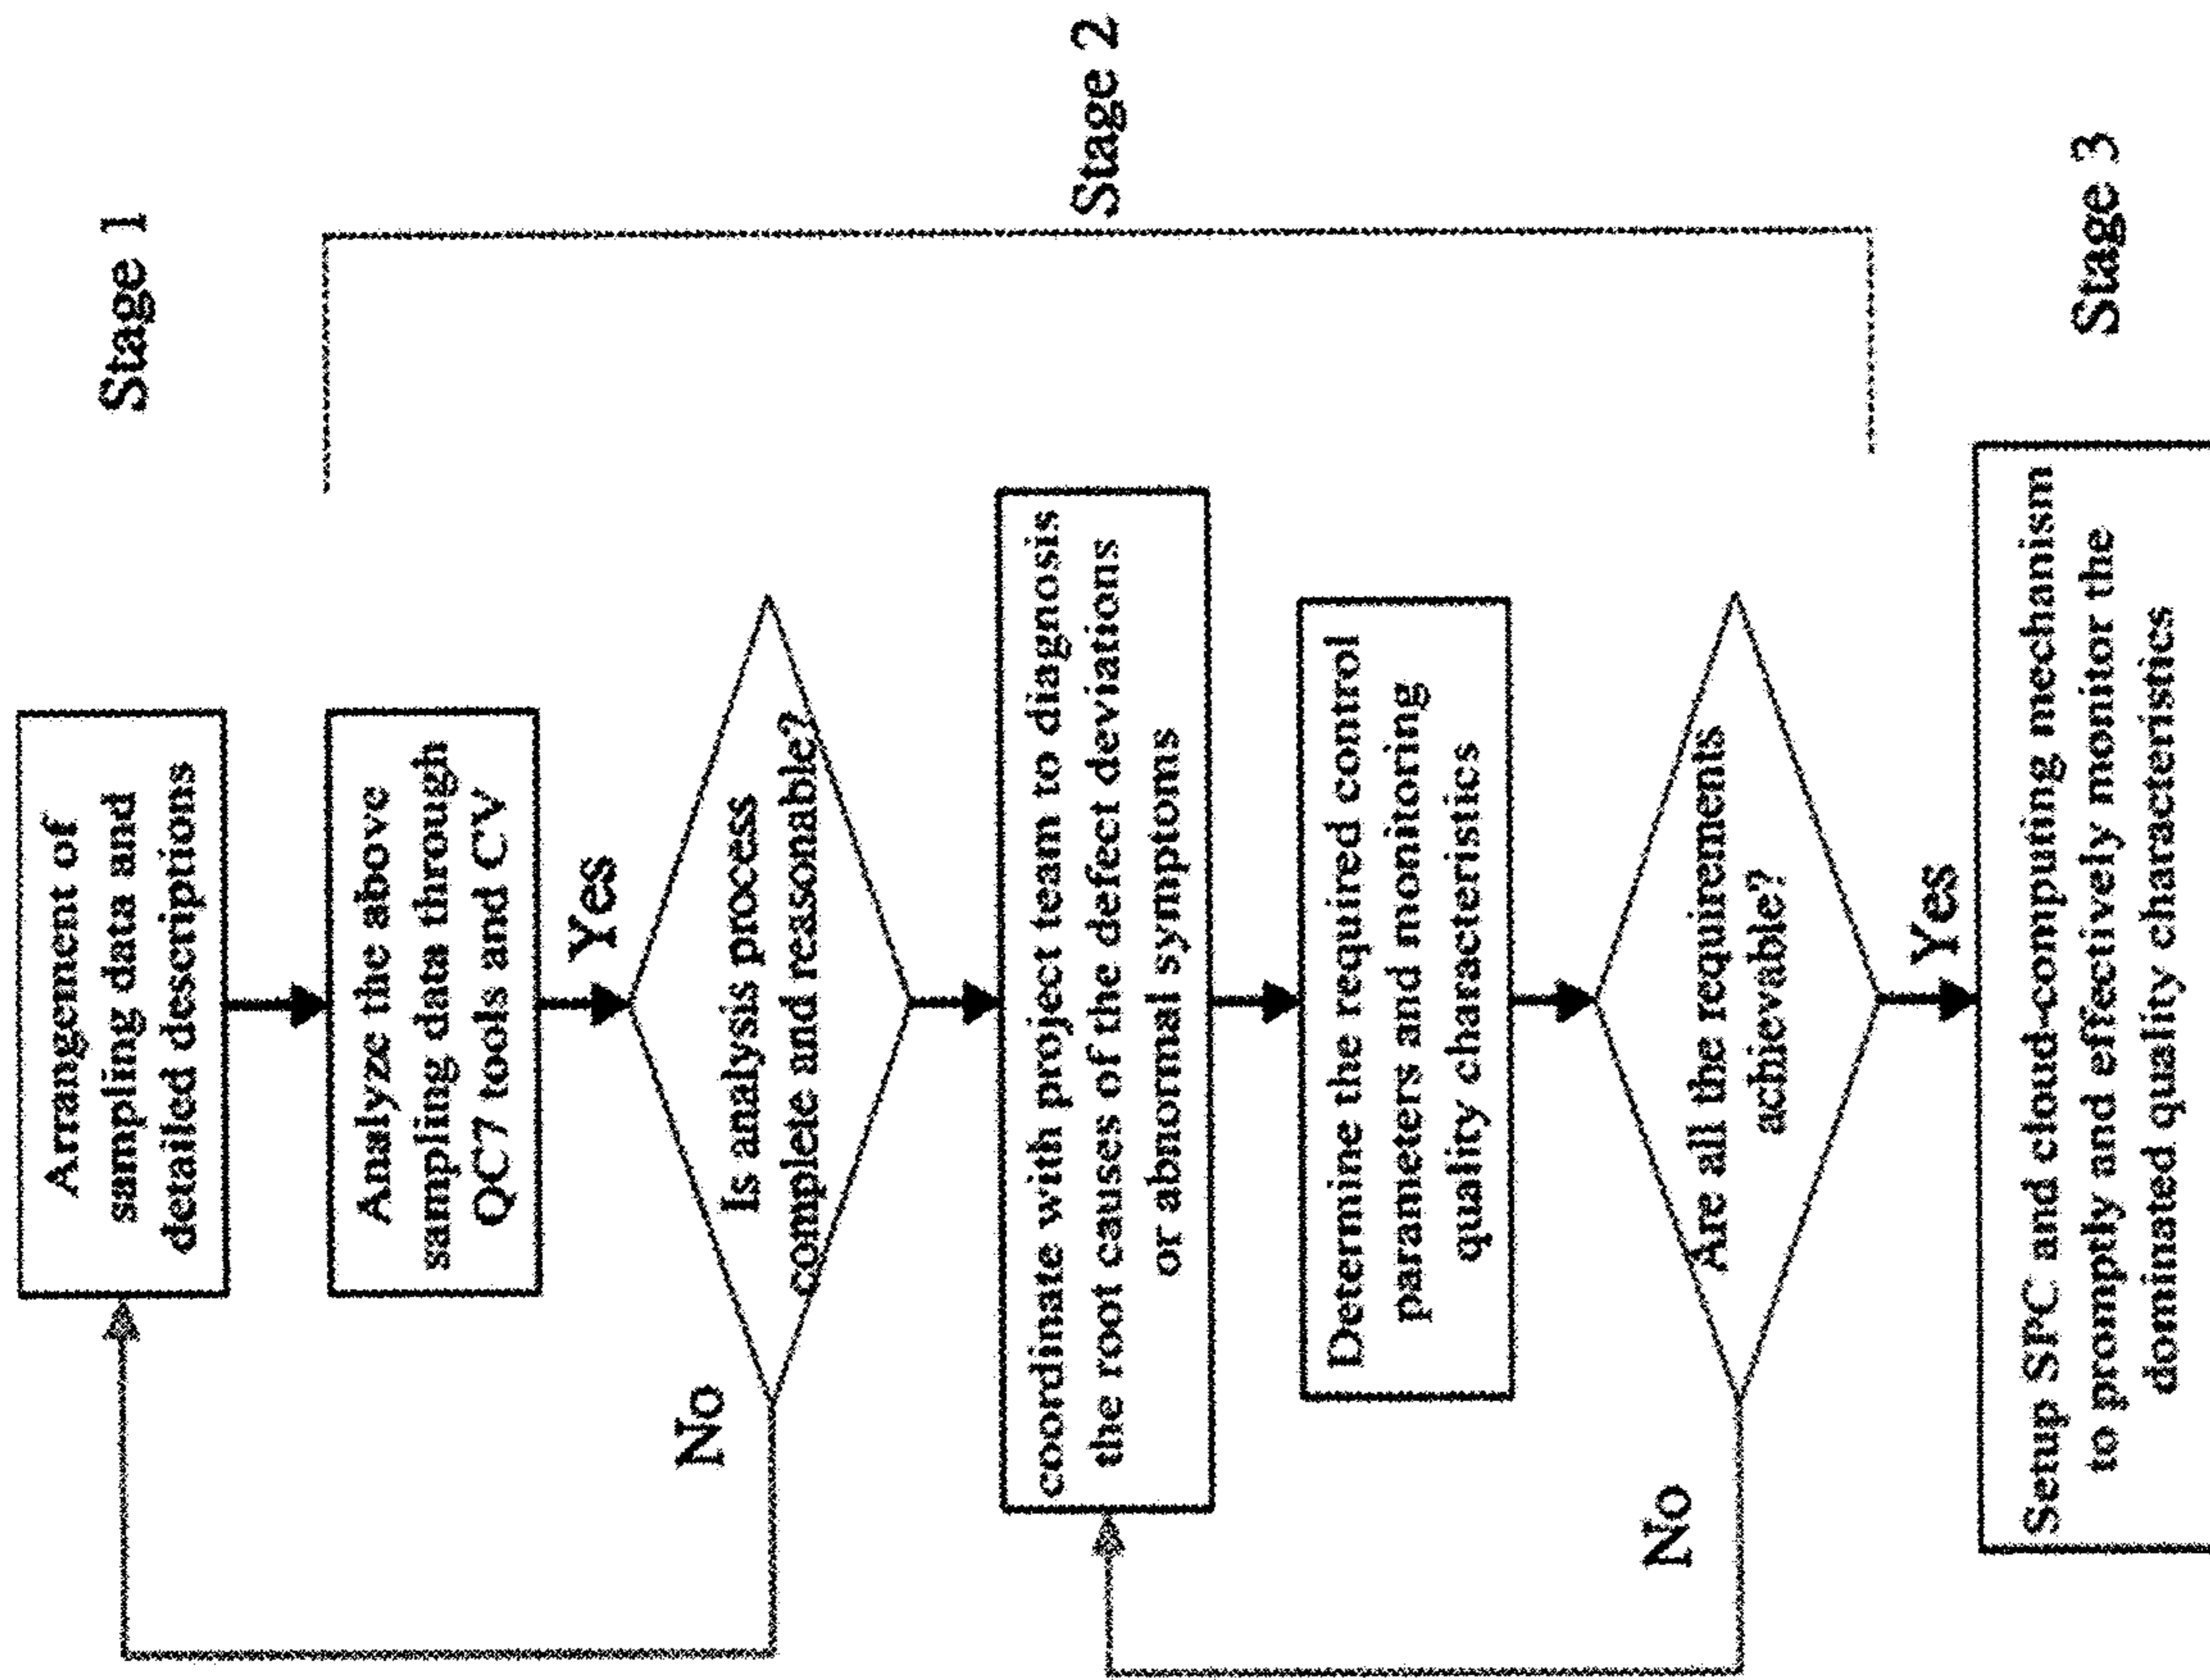 Arrangement of
sampling data and
detailed descriptions
Stage 1
Analyze the above
sampling data through
QC7 tools and CV
Yes
Is analysis process
complete and reasonable?
No
coordinate with project team to diagnosis
the root causes of the defect deviations
or abnormal symptoms
Stage 2
Determine the required control
parameters and monitoring
quality characteristics
Are all the requirements
achievable?
No
Yes
Setup SPC and cloud-computing mechanism
to promptly and effectively monitor the
dominated quality characteristics
Stage 3